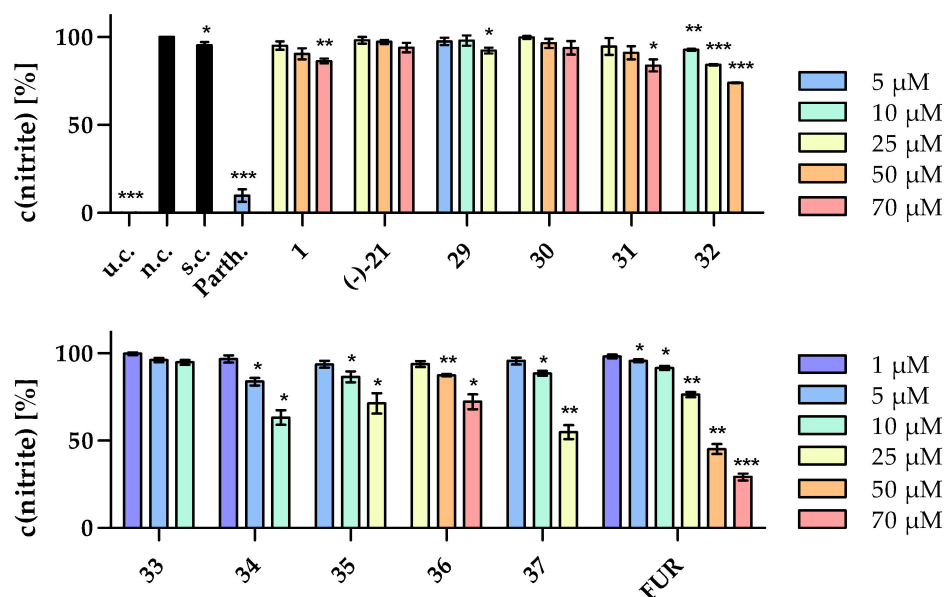 c(nitrite) [%]
100
50
0
*
**
*
*
**
***
***
***
***
u.c.
n.c.
s.c.
Parth.
1
(-)-21
29
30
31
32
5 µM
10 µM
25 µM
50 µM
70 µM
c(nitrite) [%]
100
50
0
*
*
*
*
**
*
*
**
*
*
**
**
***
33
34
35
36
37
FUR
1 µM
5 µM
10 µM
25 µM
50 µM
70 µM